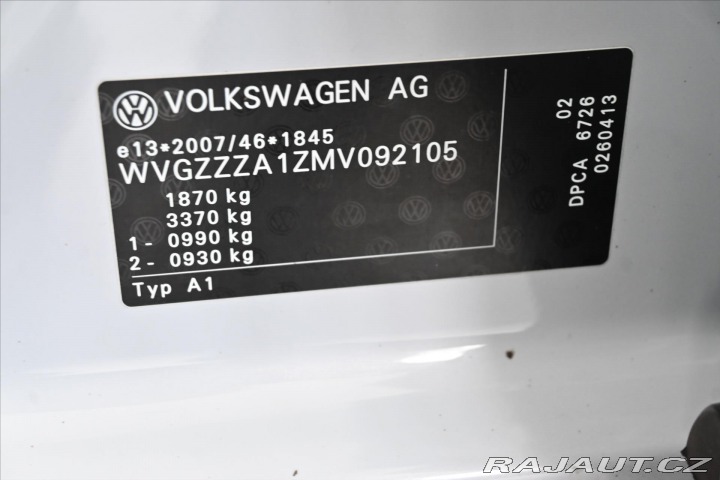 VOLKSWAGEN AG
e13*2007/46*1845
WVGZZZA1ZMV092105
1870 kg
3370 kg
1 - 0990 kg
2 - 0930 kg
Typ A1
02
DPCA 6726
0260413
RAJAUT.CZ